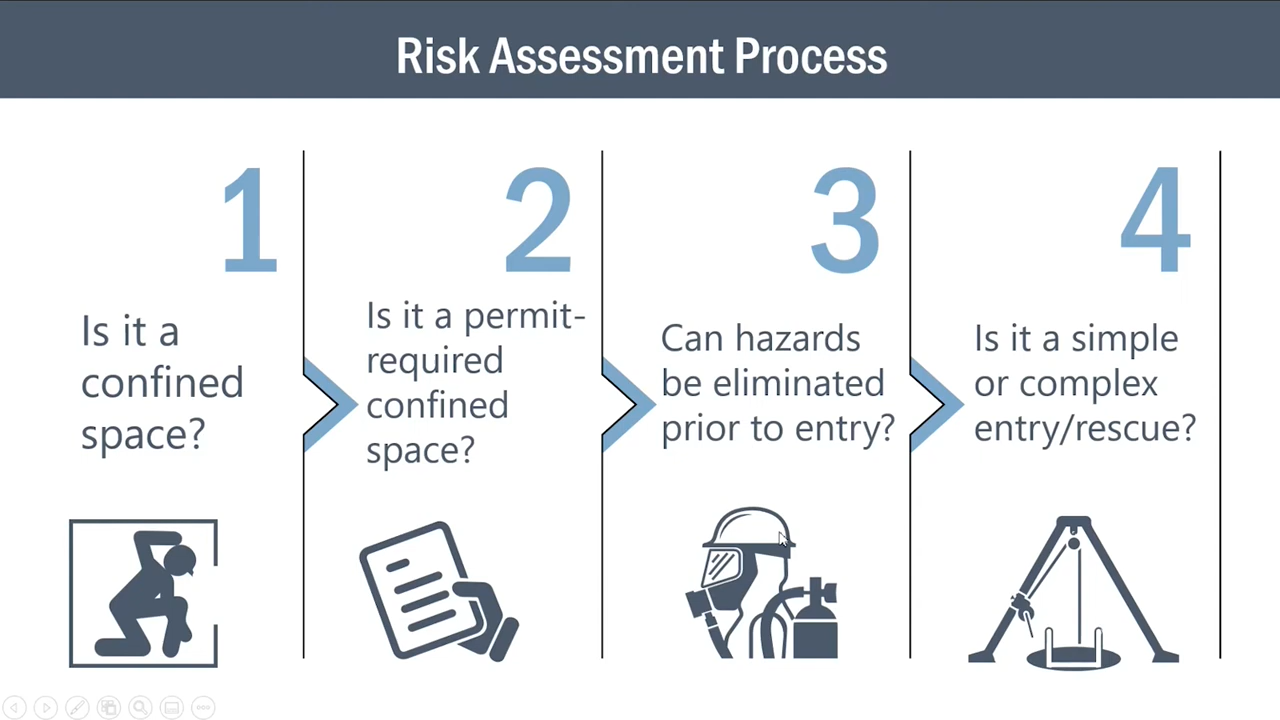 Risk Assessment Process
1
Is it a
confined
space?
2
Is it a permit-
required
confined
space?
3
Can hazards
be eliminated
prior to entry?
4
Is it a simple
or complex
entry/rescue?